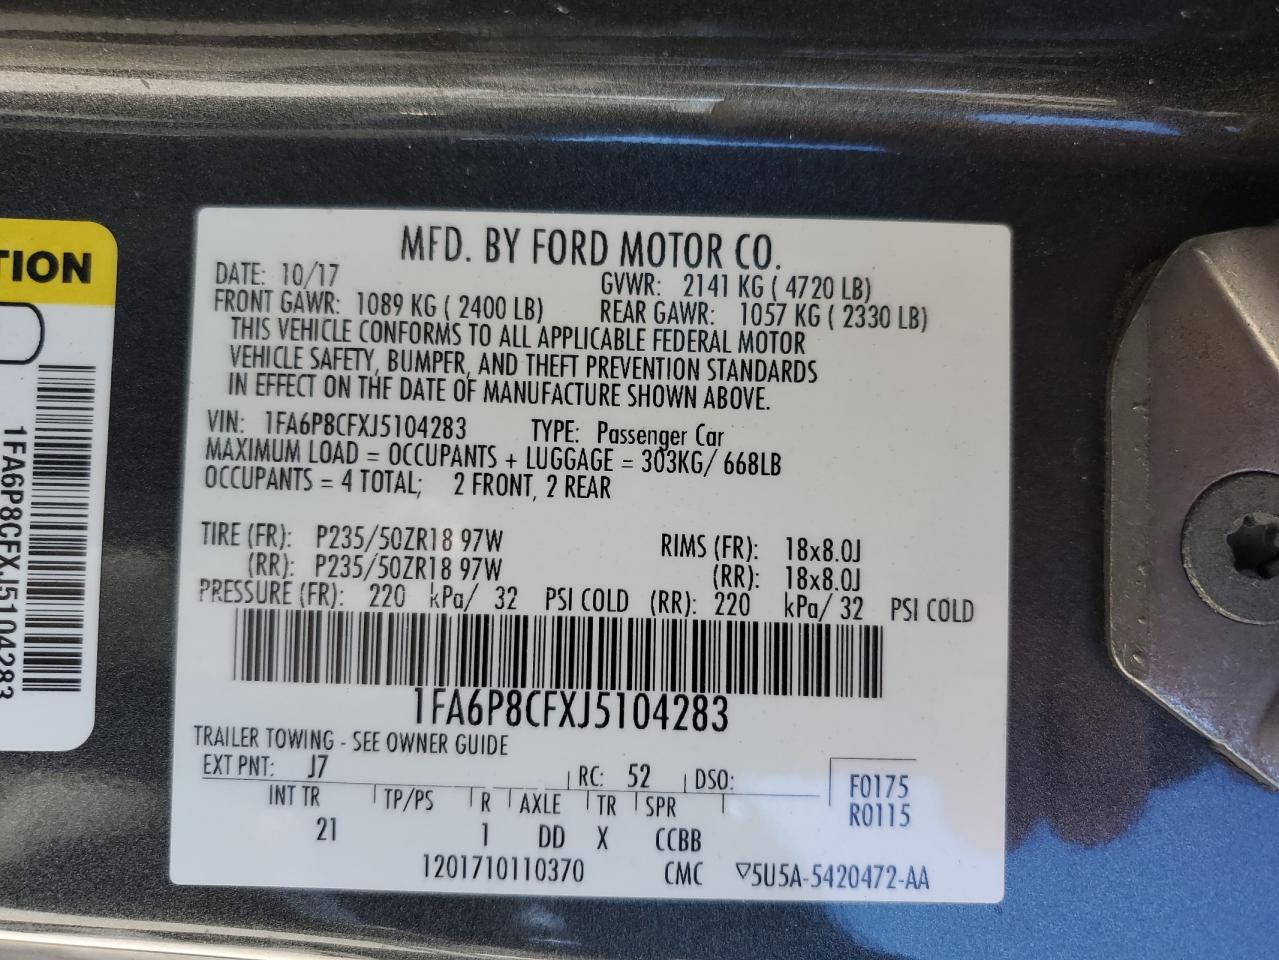 MFD. BY FORD MOTOR CO.
DATE: 10/17 GVWR: 2141 KG ( 4720 LB)
FRONT GAWR: 1089 KG ( 2400 LB) REAR GAWR: 1057 KG ( 2330 LB)
THIS VEHICLE CONFORMS TO ALL APPLICABLE FEDERAL MOTOR
VEHICLE SAFETY, BUMPER, AND THEFT PREVENTION STANDARDS
IN EFFECT ON THE DATE OF MANUFACTURE SHOWN ABOVE.
VIN: 1FA6P8CFXJ5104283 TYPE: Passenger Car
MAXIMUM LOAD = OCCUPANTS + LUGGAGE = 303KG/ 668LB
OCCUPANTS = 4 TOTAL; 2 FRONT, 2 REAR
TIRE (FR): P235/50ZR18 97W RIMS (FR): 18x8.0J
(RR): P235/50ZR18 97W (RR): 18x8.0J
PRESSURE (FR): 220 kPa/ 32 PSI COLD (RR): 220 kPa/ 32 PSI COLD
1FA6P8CFXJ5104283
TRAILER TOWING - SEE OWNER GUIDE
EXT PNT: J7 RC: 52 DSO:
INT TR TP/PS R AXLE TR SPR
21 1 DD X CCBB
F0175
R0115
1201710110370 CMC ▽5U5A-5420472-AA
TION
1FA6P8CFXJ5104283